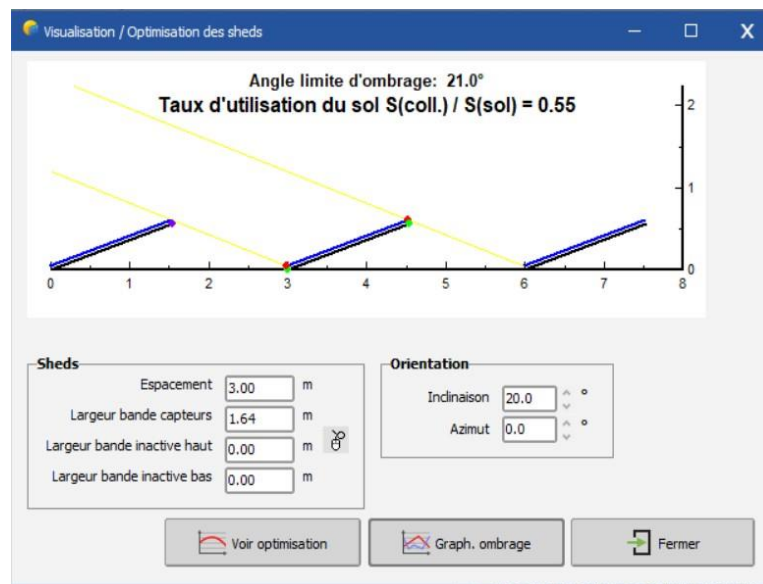 Visualisation / Optimisation des sheds
Angle limite d'ombrage: 21.0°
Taux d'utilisation du sol S(coll.) / S(sol) = 0.55
2
1
0
0 1 2 3 4 5 6 7 8
Sheds
Espacement 3.00 m
Largeur bande capteurs 1.64 m
Largeur bande inactive haut 0.00 m
Largeur bande inactive bas 0.00 m
Orientation
Inclinaison 20.0 °
Azimut 0.0 °
Voir optimisation
Graph. ombrage
Fermer